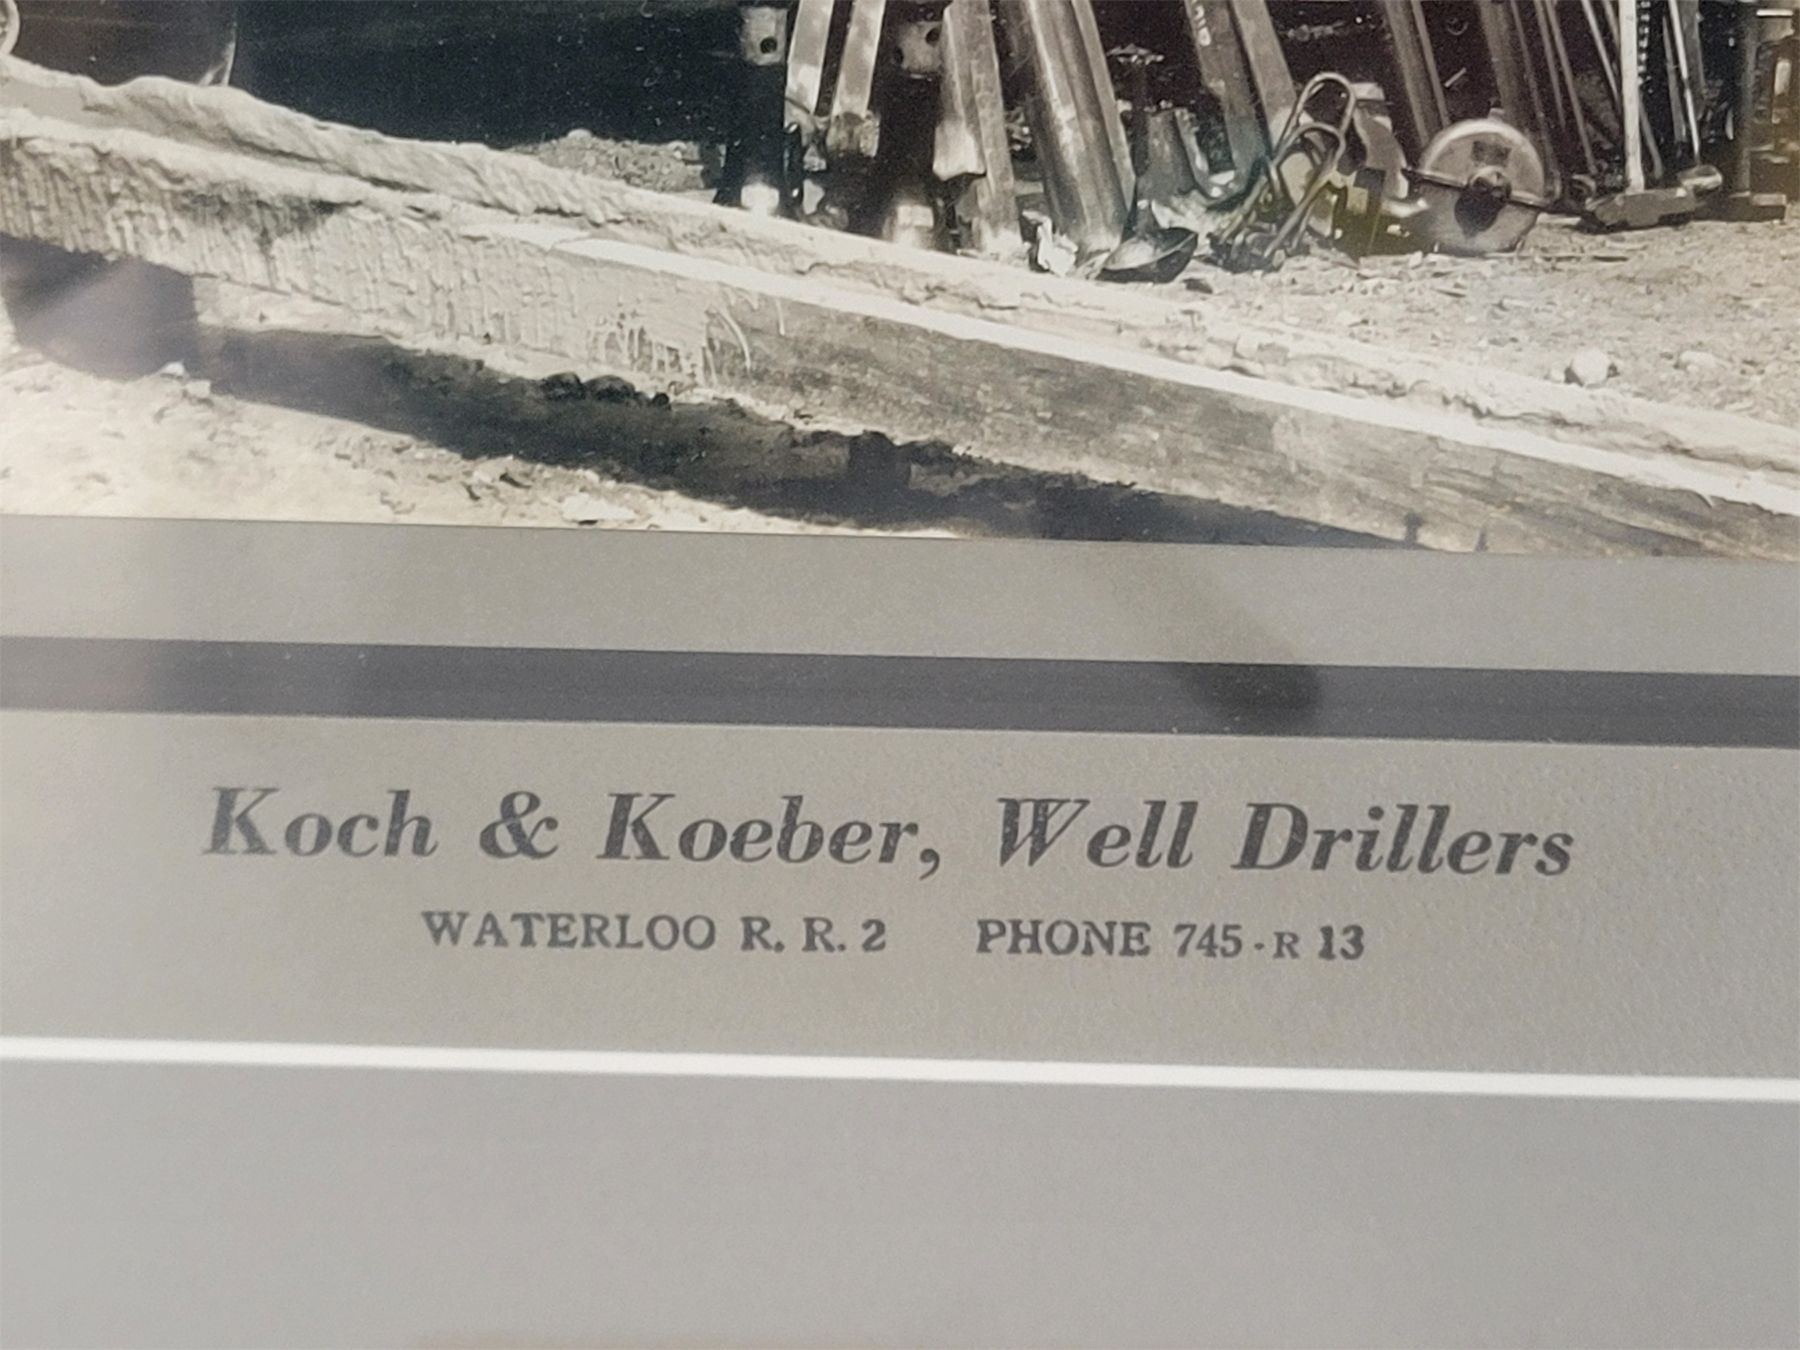 Koch & Koeber, Well Drillers
WATERLOO R. R. 2 PHONE 745-R 13